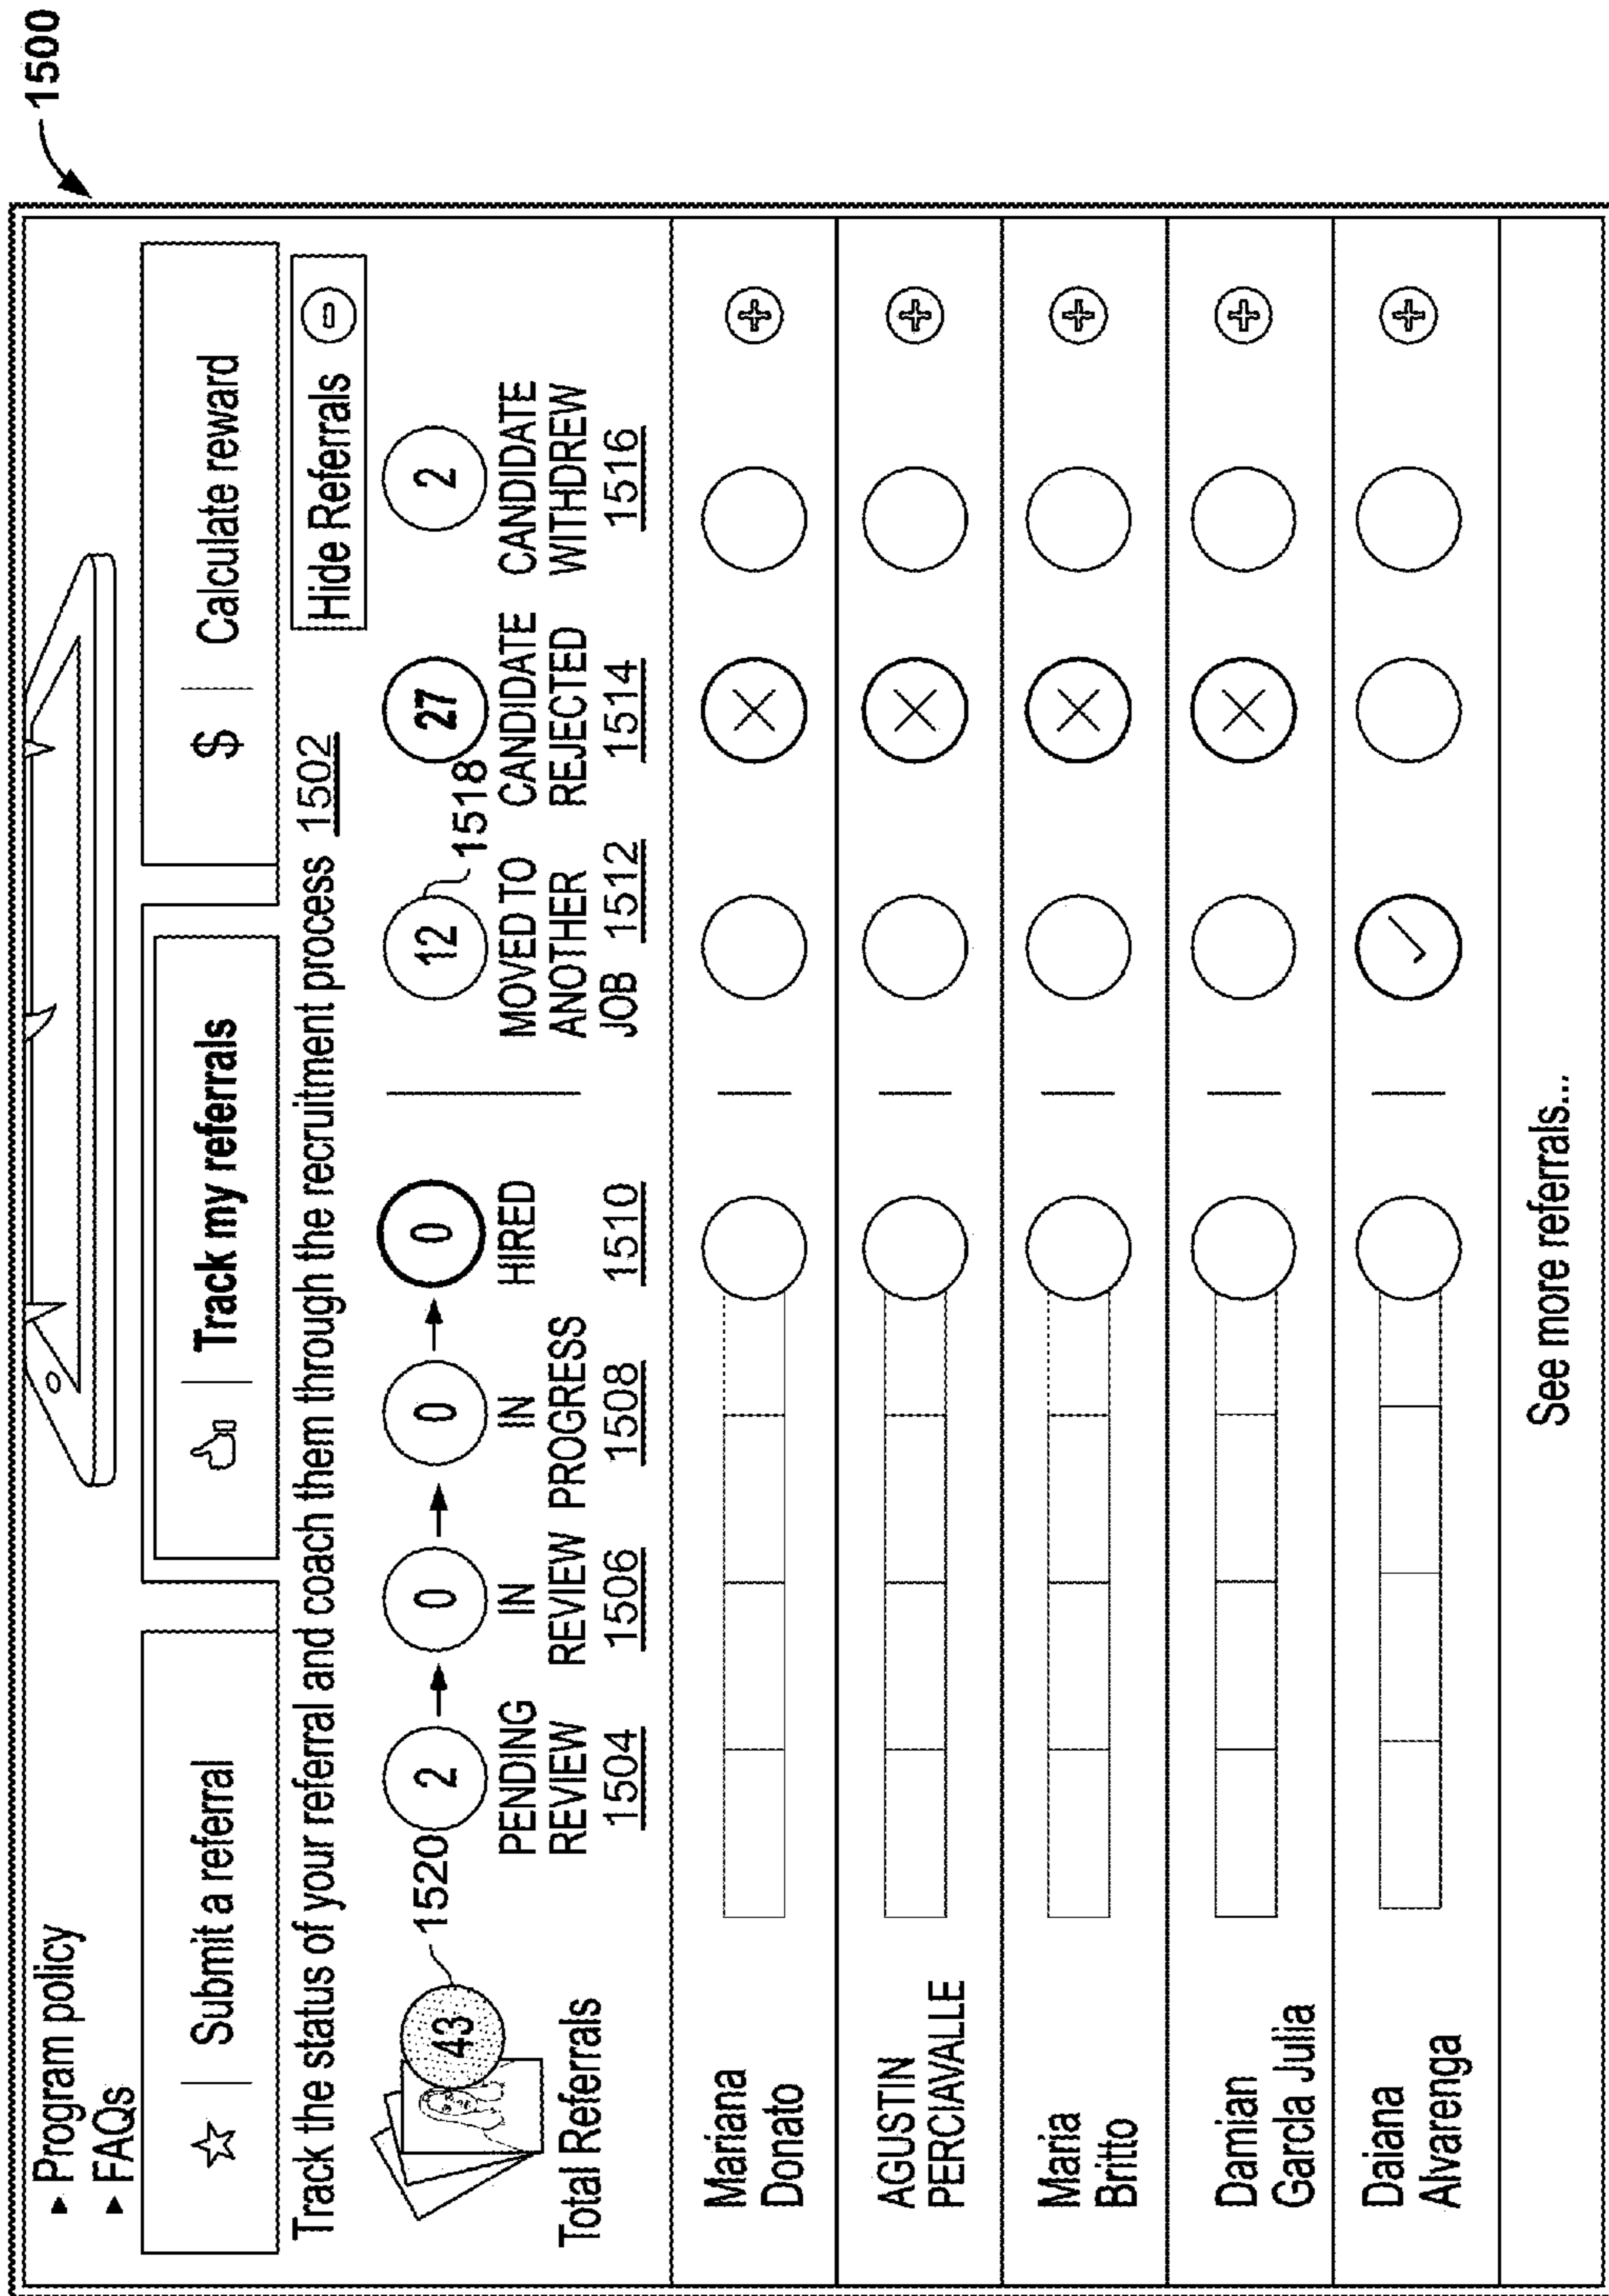 1500
► Program policy
► FAQs
Submit a referral
Track my referrals
$ Calculate reward
Track the status of your referral and coach them through the recruitment process 1502
Hide Referrals
43
1520
2
0
0
0
12
1518
27
2
Total Referrals
PENDING
REVIEW
1504
IN
REVIEW
1506
IN
PROGRESS
1508
HIRED
1510
MOVED TO
ANOTHER
JOB 1512
CANDIDATE
REJECTED
1514
CANDIDATE
WITHDREW
1516
Mariana
Donato
AGUSTIN
PERCIAVALLE
Maria
Britto
Damian
Garcla Julia
Daiana
Alvarenga
See more referrals...